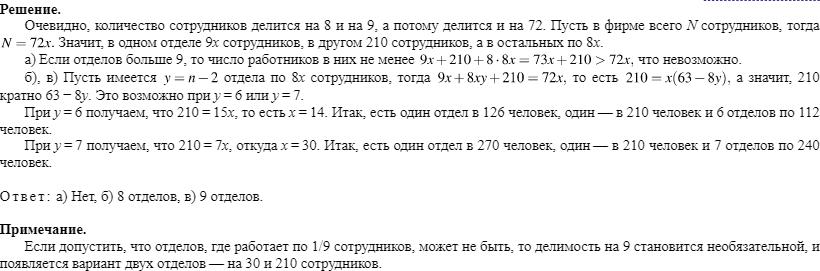 Решение.
Очевидно, количество сотрудников делится на 8 и на 9, а потому делится и на 72. Пусть в фирме всего N сотрудников, тогда
N = 72x. Значит, в одном отделе 9x сотрудников, в другом 210 сотрудников, а в остальных по 8x.
а) Если отделов больше 9, то число работников в них не менее 9x + 210 + 8 · 8x = 73x + 210 > 72x, что невозможно.
б), в) Пусть имеется y = n − 2 отдела по 8x сотрудников, тогда 9x + 8xy + 210 = 72x, то есть 210 = x(63 − 8y), а значит, 210
кратно 63 − 8y. Это возможно при y = 6 или y = 7.
При y = 6 получаем, что 210 = 15x, то есть x = 14. Итак, есть один отдел в 126 человек, один — в 210 человек и 6 отделов по 112
человек.
При y = 7 получаем, что 210 = 7x, откуда x = 30. Итак, есть один отдел в 270 человек, один — в 210 человек и 7 отделов по 240
человек.
Ответ: а) Нет, б) 8 отделов, в) 9 отделов.
Примечание.
Если допустить, что отделов, где работает по 1/9 сотрудников, может не быть, то делимость на 9 становится необязательной, и
появляется вариант двух отделов — на 30 и 210 сотрудников.